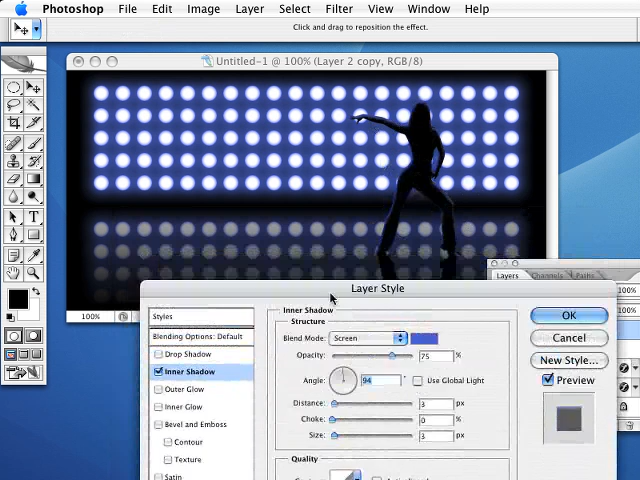 Photoshop File Edit Image Layer Select Filter View Window Help
Click and drag to reposition the effect.
Untitled-1 @ 100% (Layer 2 copy, RGB/8)
T
100%
Layers Channels Paths
100%
100%
Layer Style
Styles
Blending Options: Default
Drop Shadow
Inner Shadow
Outer Glow
Inner Glow
Bevel and Emboss
Contour
Texture
Satin
Inner Shadow
Structure
Blend Mode: Screen
Opacity: 75 %
Angle: 94 ° Use Global Light
Distance: 3 px
Choke: 0 %
Size: 3 px
Quality
OK
Cancel
New Style...
Preview